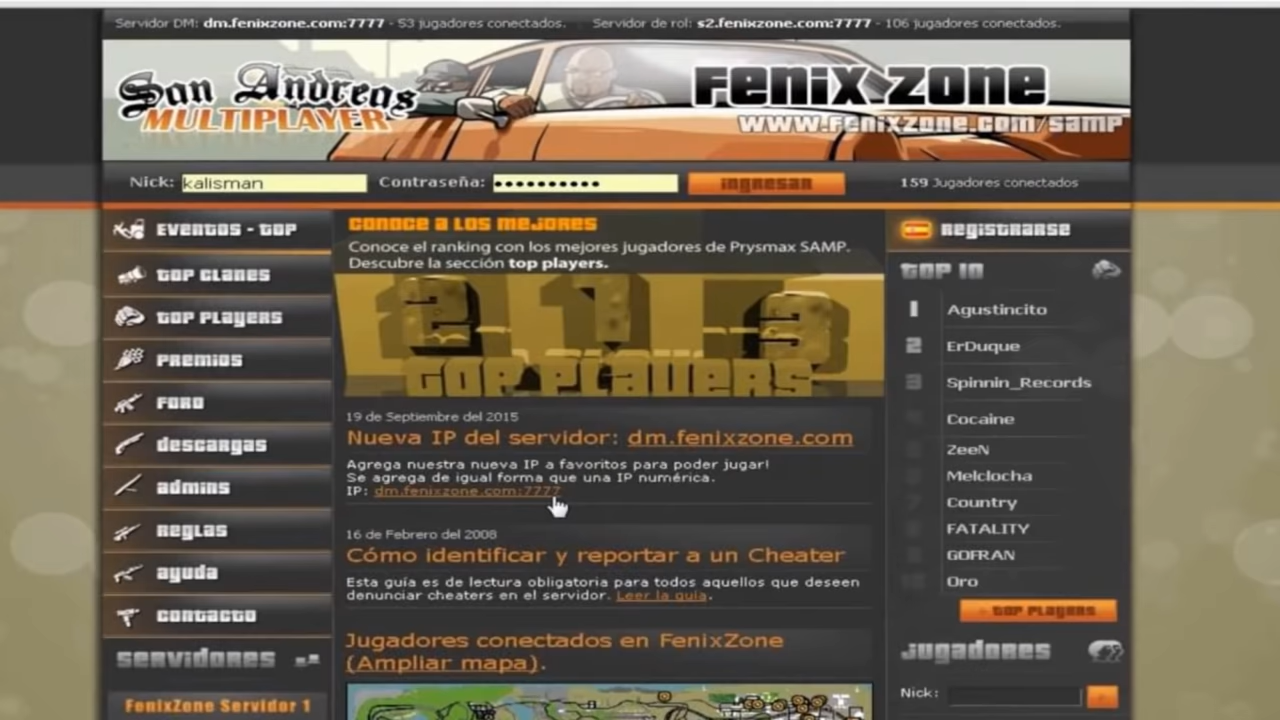 Servidor DM: dm.fenixzone.com:7777 - 53 jugadores conectados. Servidor de rol: s2.fenixzone.com:7777 - 106 jugadores conectados.
San Andreas
MULTIPLAYER
Fenix Zone
www.fenixzone.com/samp
Nick: kalisman Contraseña: •••••••••• ingresar 159 Jugadores conectados
Eventos - Top
Top Clanes
Top Players
Premios
Foro
descargas
admins
Reglas
ayuda
contacto
servidores
FenixZone Servidor 1
Conoce a los mejores
Conoce el ranking con los mejores jugadores de Prysmax SAMP.
Descubre la sección top players.
2 1 3
Top Players
19 de Septiembre del 2015
Nueva IP del servidor: dm.fenixzone.com
Agrega nuestra nueva IP a favoritos para poder jugar!
Se agrega de igual forma que una IP numérica.
IP: dm.fenixzone.com:7777
16 de Febrero del 2008
Cómo identificar y reportar a un Cheater
Esta guía es de lectura obligatoria para todos aquellos que deseen
denunciar cheaters en el servidor. Leer la guía.
Jugadores conectados en FenixZone
(Ampliar mapa).
Registrarse
Top 10
1 Agustincito
2 ErDuque
3 Spinnin_Records
Cocaine
ZeeN
Melclocha
Country
FATALITY
GOFRAN
Oro
+ Top Players
jugadores
Nick: